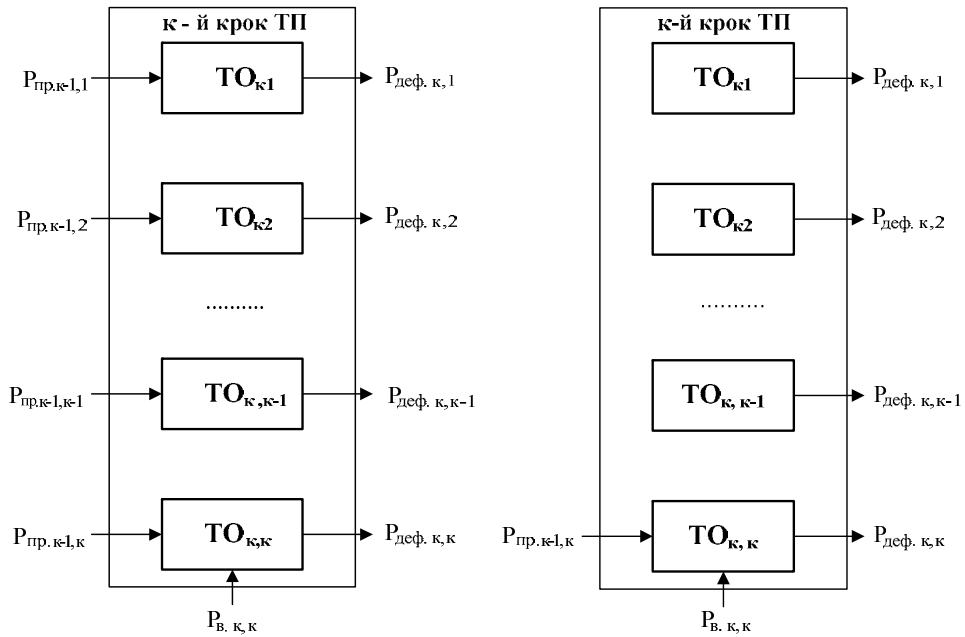 к - й крок ТП
Pпр.к-1,1
ТОк1
Pдеф. к,1
Pпр.к-1,2
ТОк2
Pдеф. к,2
..........
Pпр.к-1,к-1
ТОк,к-1
Pдеф. к,к-1
Pпр.к-1,к
ТОк,к
Pдеф. к,к
Pв. к,к
к-й крок ТП
ТОк1
Pдеф. к,1
ТОк2
Pдеф. к,2
..........
ТОк, к-1
Pдеф. к,к-1
Pпр.к-1,к
ТОк, к
Pдеф. к,к
Pв. к,к